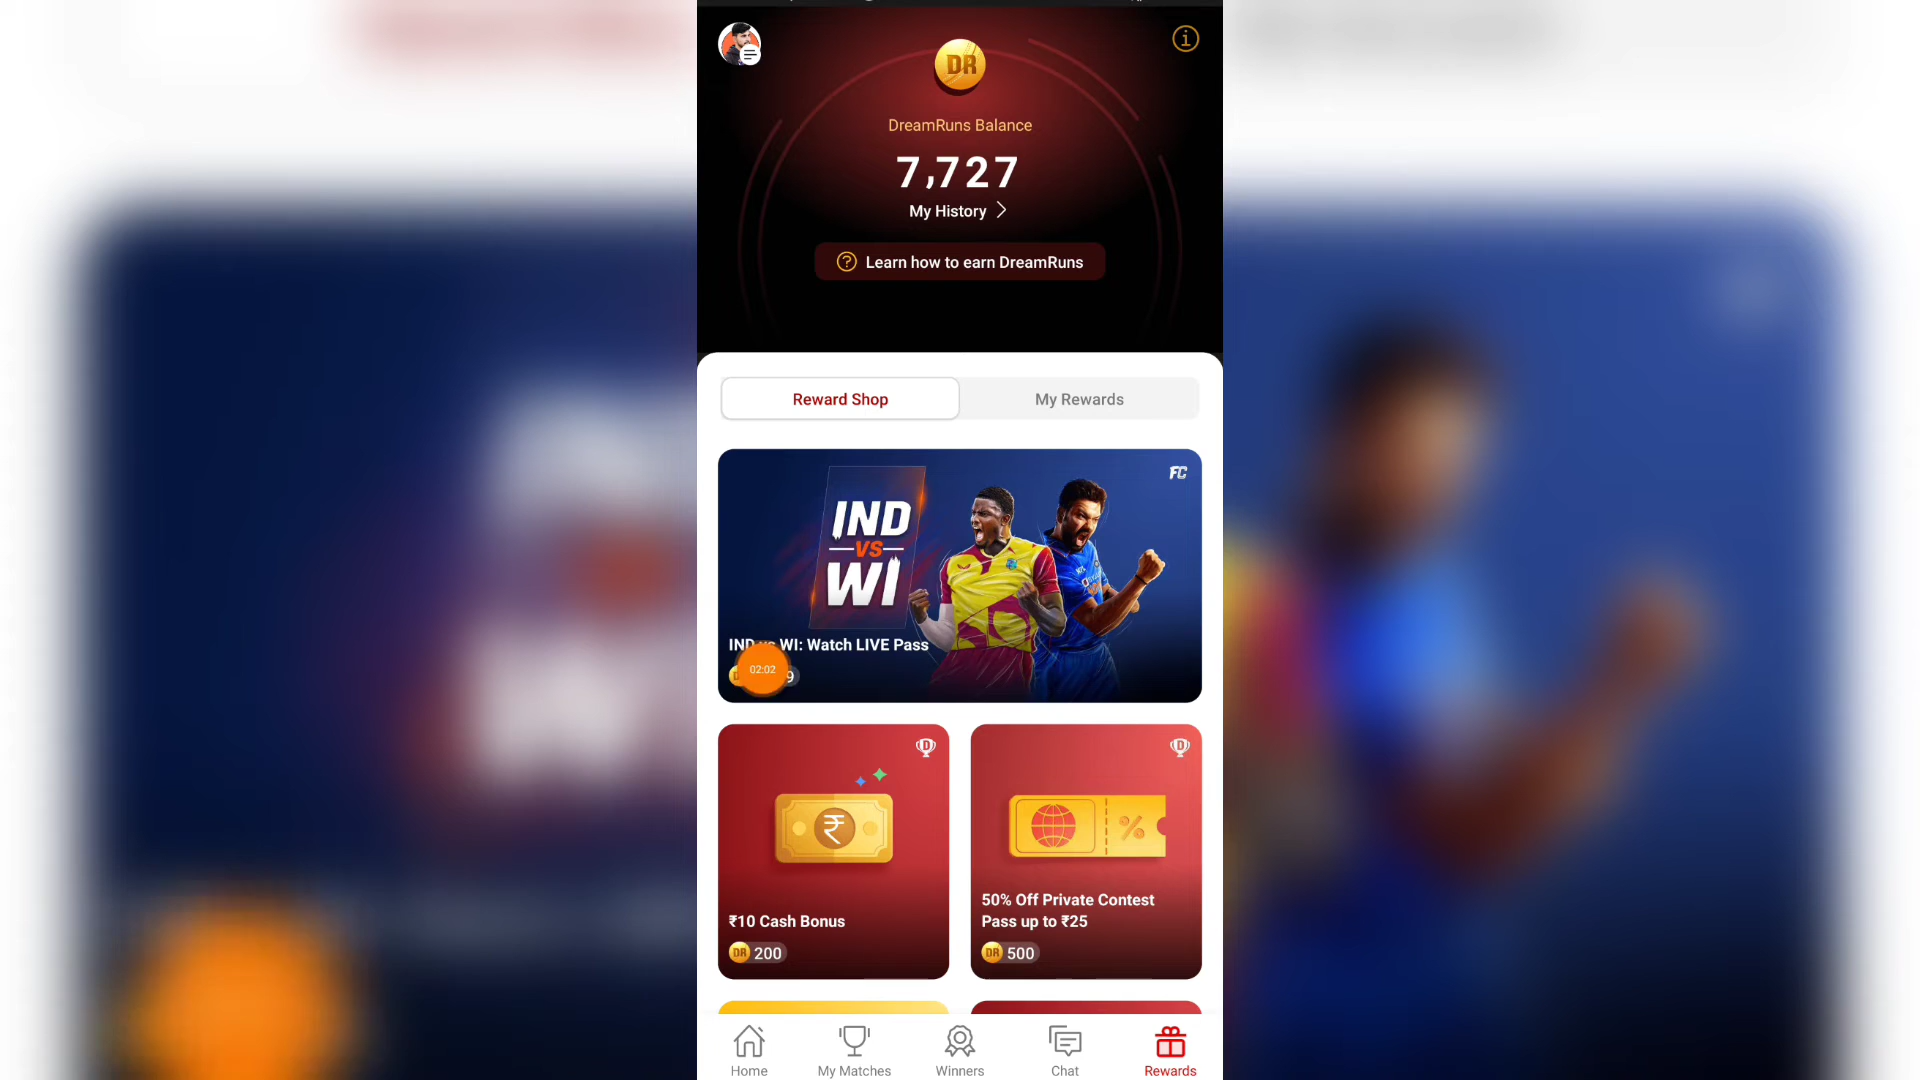 DR
DreamRuns Balance
7,727
My History
Learn how to earn DreamRuns
Reward Shop
My Rewards
FC
IND
VS
WI
WI: Watch LIVE Pass
02:02
9
₹10 Cash Bonus
DR 200
50% Off Private Contest
Pass up to ₹25
DR 500
Home
My Matches
Winners
Chat
Rewards